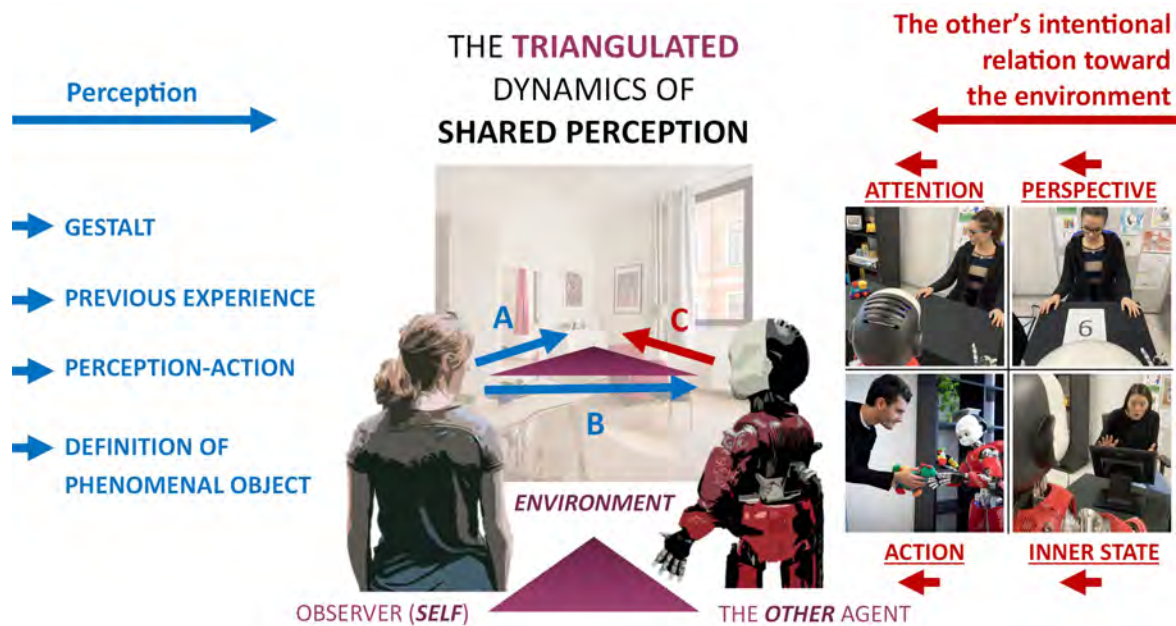 THE TRIANGULATED
DYNAMICS OF
SHARED PERCEPTION
Perception
GESTALT
PREVIOUS EXPERIENCE
PERCEPTION-ACTION
DEFINITION OF
PHENOMENAL OBJECT
A
C
B
ENVIRONMENT
OBSERVER (SELF)
THE OTHER AGENT
The other's intentional
relation toward
the environment
ATTENTION
PERSPECTIVE
6
ACTION
INNER STATE